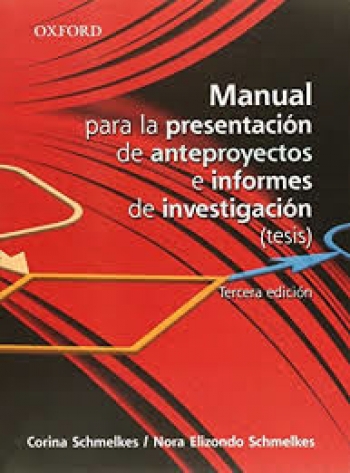 OXFORD
Manual
para la presentación
de anteproyectos
e informes
de investigación
(tesis)
Tercera edición
Corina Schmelkes / Nora Elizondo Schmelkes